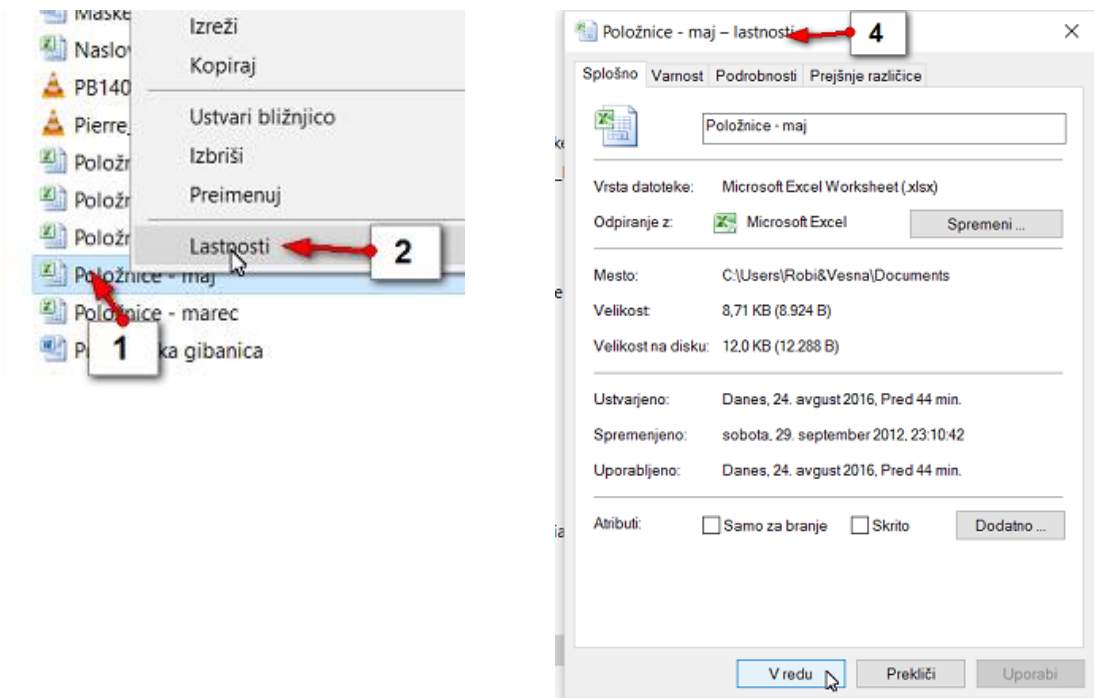 Maske
Naslov
PB140
Pierre_
Položn
Položn
Položn
Položnice - maj
Položnice - marec
ka gibanica
Izreži
Kopiraj
Ustvari bližnjico
Izbriši
Preimenuj
Lastnosti
2
1
Položnice - maj – lastnosti
4
Splošno Varnost Podrobnosti Prejšnje različice
Položnice - maj
Vrsta datoteke: Microsoft Excel Worksheet (.xlsx)
Odpiranje z: Microsoft Excel Spremeni ...
Mesto: C:\Users\Robi&Vesna\Documents
Velikost: 8,71 KB (8.924 B)
Velikost na disku: 12,0 KB (12.288 B)
Ustvarjeno: Danes, 24. avgust 2016, Pred 44 min.
Spremenjeno: sobota, 29. september 2012, 23:10:42
Uporabljeno: Danes, 24. avgust 2016, Pred 44 min.
Atributi: Samo za branje Skrito Dodatno ...
V redu Prekliči Uporabi